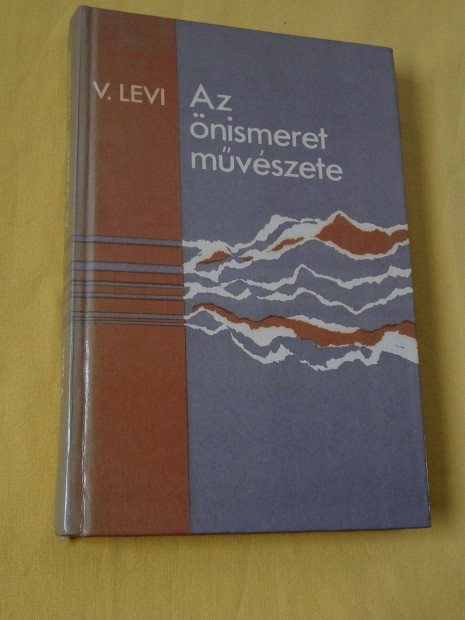 V. LEVI
Az
önismeret
művészete